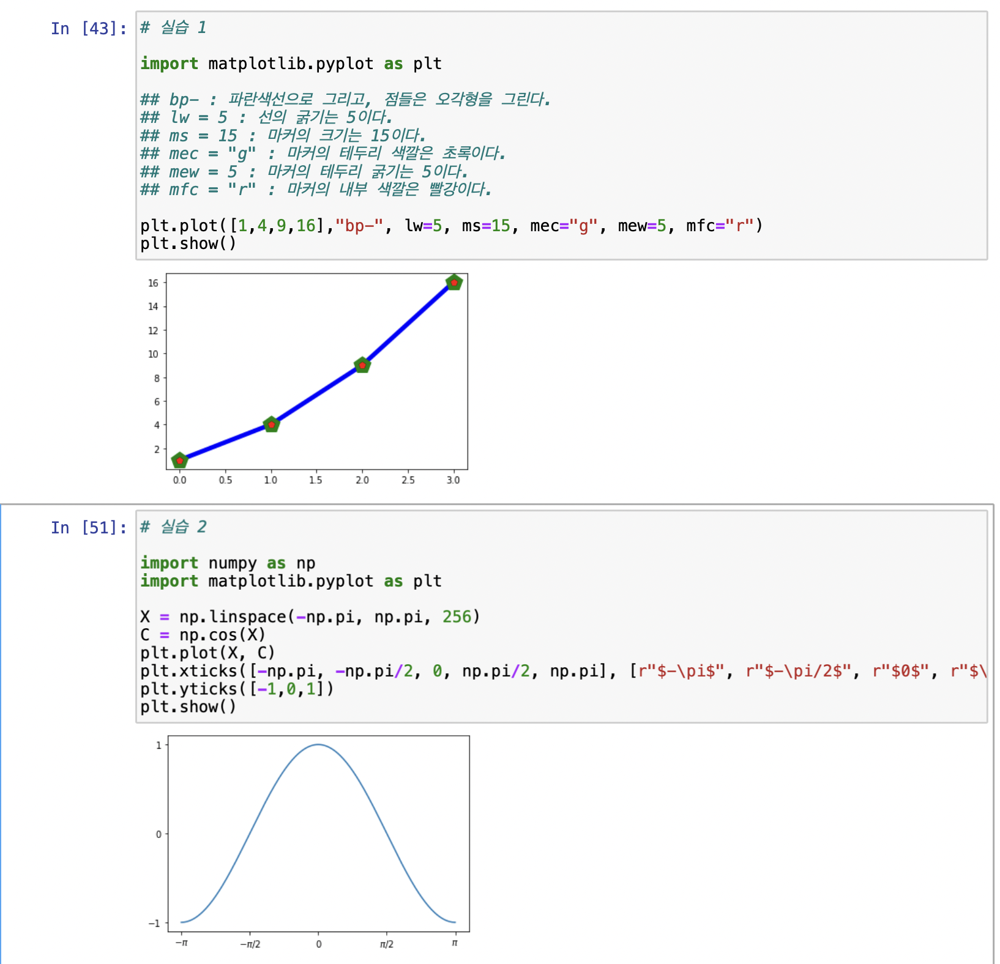 In [43]:
# 실습 1
import matplotlib.pyplot as plt
## bp- : 파란색선으로 그리고, 점들은 오각형을 그린다.
## lw = 5 : 선의 굵기는 5이다.
## ms = 15 : 마커의 크기는 15이다.
## mec = "g" : 마커의 테두리 색깔은 초록이다.
## mew = 5 : 마커의 테두리 굵기는 5이다.
## mfc = "r" : 마커의 내부 색깔은 빨강이다.
plt.plot([1,4,9,16],"bp-", lw=5, ms=15, mec="g", mew=5, mfc="r")
plt.show()
16
14
12
10
8
6
4
2
0.0 0.5 1.0 1.5 2.0 2.5 3.0
In [51]:
# 실습 2
import numpy as np
import matplotlib.pyplot as plt
X = np.linspace(-np.pi, np.pi, 256)
C = np.cos(X)
plt.plot(X, C)
plt.xticks([-np.pi, -np.pi/2, 0, np.pi/2, np.pi], [r"$-\pi$", r"$-\pi/2$", r"$0$", r"$\
plt.yticks([-1,0,1])
plt.show()
1
0
−1
−π −π/2 0 π/2 π